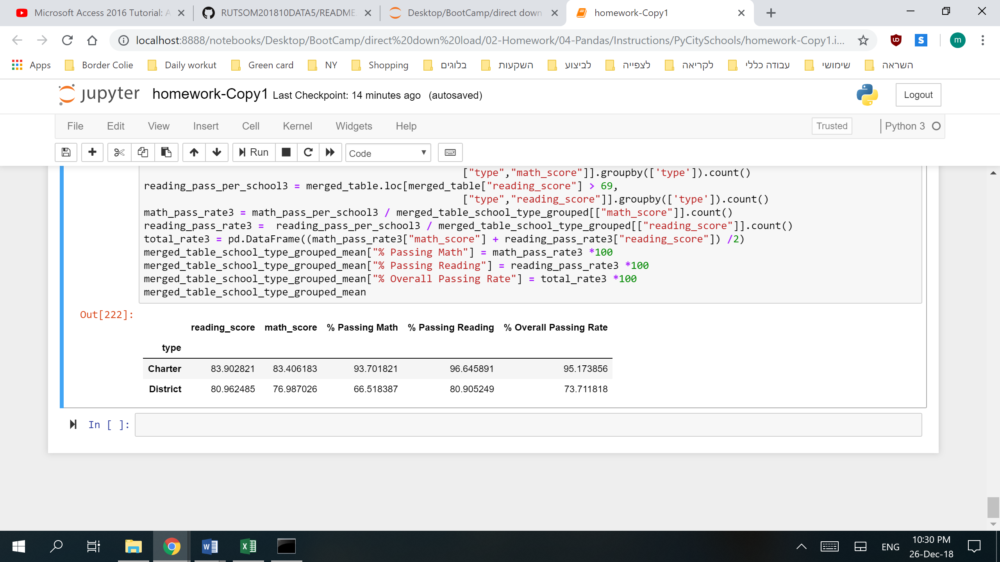 Microsoft Access 2016 Tutorial: A
RUTSOM201810DATA5/README.
Desktop/BootCamp/direct down
homework-Copy1
localhost:8888/notebooks/Desktop/BootCamp/direct%20down%20load/02-Homework/04-Pandas/Instructions/PyCitySchools/homework-Copy1.i...
UO
S
m
Apps Border Colie Daily workut Green card NY Shopping בלוגים השקעות לביצוע לצפייה לקריאה עבודה כללי שימושי השראה
jupyter homework-Copy1 Last Checkpoint: 14 minutes ago (autosaved)
Logout
File Edit View Insert Cell Kernel Widgets Help Trusted Python 3
Run Code
["type","math_score"]].groupby(['type']).count()
reading_pass_per_school3 = merged_table.loc[merged_table["reading_score"] > 69,
["type","reading_score"]].groupby(['type']).count()
math_pass_rate3 = math_pass_per_school3 / merged_table_school_type_grouped[["math_score"]].count()
reading_pass_rate3 =  reading_pass_per_school3 / merged_table_school_type_grouped[["reading_score"]].count()
total_rate3 = pd.DataFrame((math_pass_rate3["math_score"] + reading_pass_rate3["reading_score"]) /2)
merged_table_school_type_grouped_mean["% Passing Math"] = math_pass_rate3 *100
merged_table_school_type_grouped_mean["% Passing Reading"] = reading_pass_rate3 *100
merged_table_school_type_grouped_mean["% Overall Passing Rate"] = total_rate3 *100
merged_table_school_type_grouped_mean
Out[222]:
reading_score math_score % Passing Math % Passing Reading % Overall Passing Rate
type
Charter 83.902821 83.406183 93.701821 96.645891 95.173856
District 80.962485 76.987026 66.518387 80.905249 73.711818
In [ ]:
ENG
10:30 PM
26-Dec-18